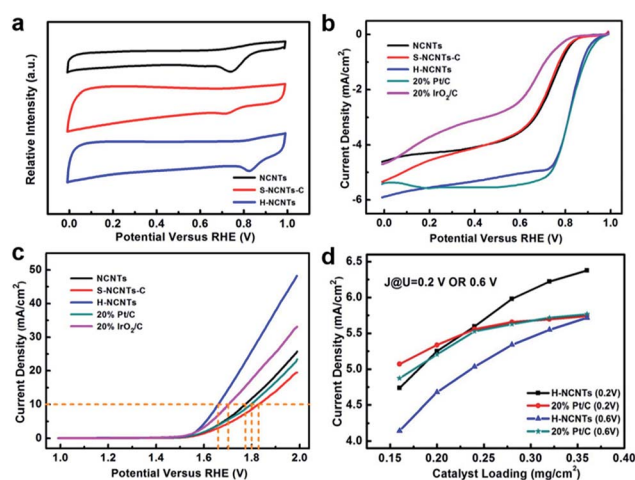 a
Relative Intensity (a.u.)
NCNTs
S-NCNTs-C
H-NCNTs
0.0 0.2 0.4 0.6 0.8 1.0
Potential Versus RHE (V)
b
Current Density (mA/cm²)
0
-2
-4
-6
NCNTs
S-NCNTs-C
H-NCNTs
20% Pt/C
20% IrO₂/C
0.0 0.2 0.4 0.6 0.8 1.0
Potential Versus RHE (V)
c
Current Density (mA/cm²)
50
40
30
20
10
0
NCNTs
S-NCNTs-C
H-NCNTs
20% Pt/C
20% IrO₂/C
1.0 1.2 1.4 1.6 1.8 2.0
Potential Versus RHE (V)
d
Current Density (mA/cm²)
6.5
6.0
5.5
5.0
4.5
4.0
J@U=0.2 V OR 0.6 V
H-NCNTs (0.2V)
20% Pt/C (0.2V)
H-NCNTs (0.6V)
20% Pt/C (0.6V)
0.15 0.20 0.25 0.30 0.35 0.40
Catalyst Loading (mg/cm²)